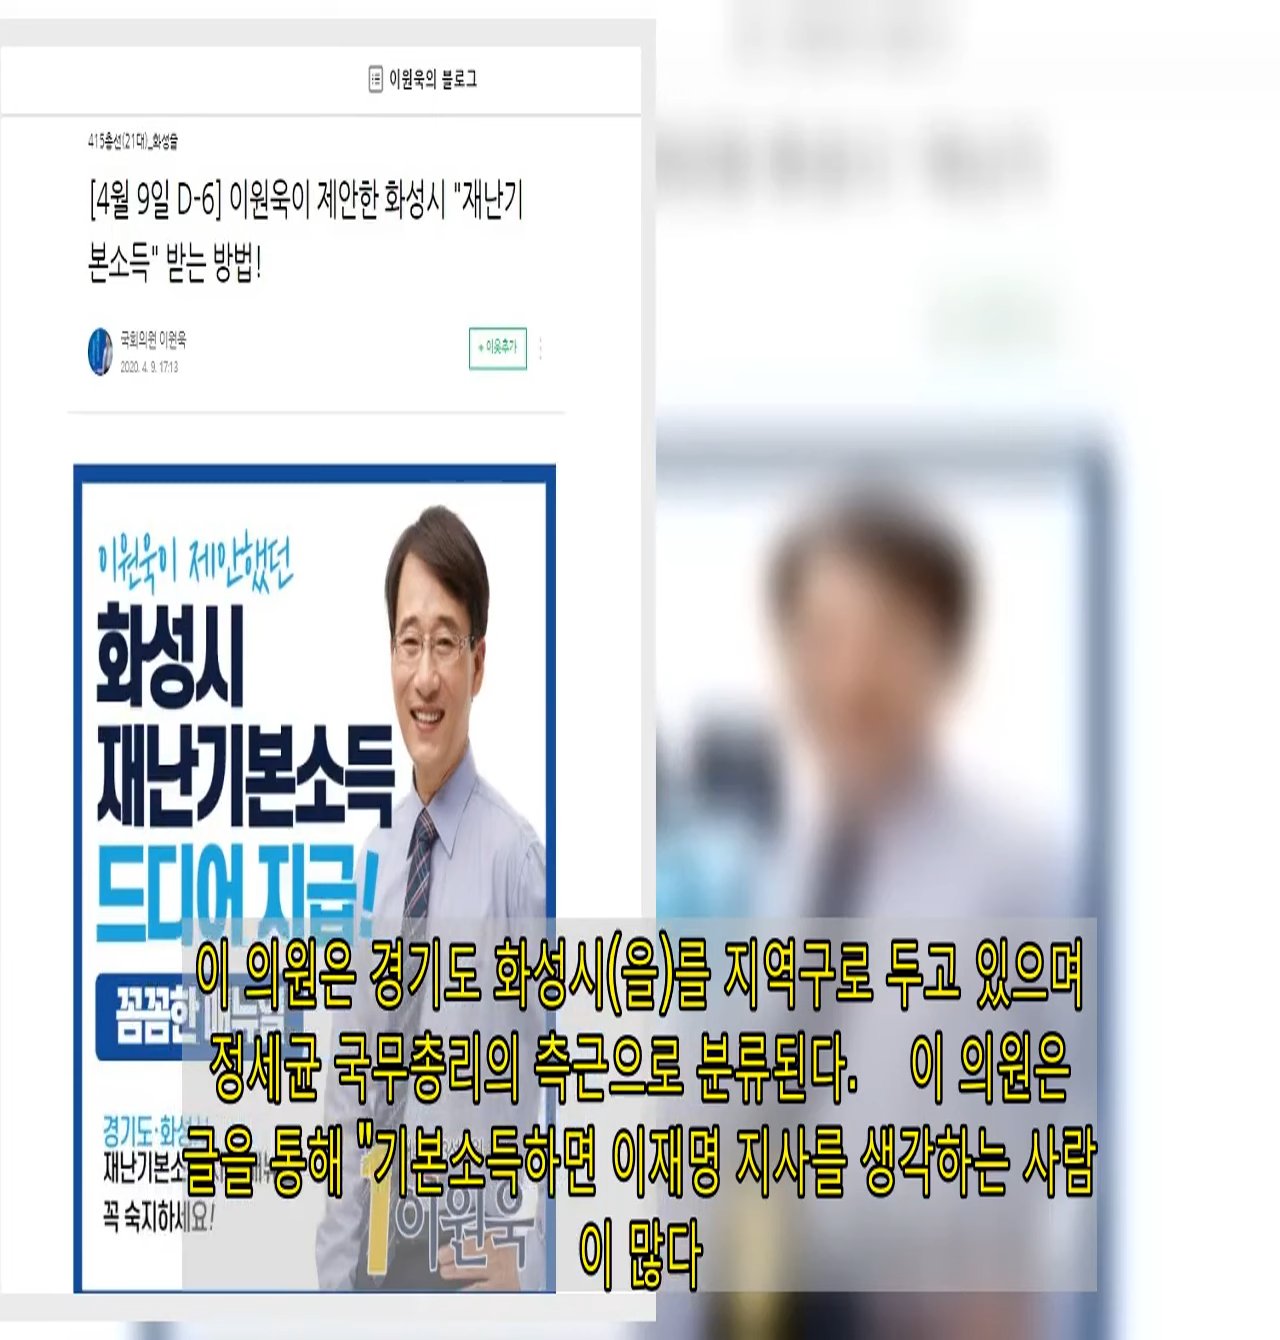 이원욱의 블로그
415총선(21대)_화성을
[4월 9일 D-6] 이원욱이 제안한 화성시 "재난기
본소득" 받는 방법!
국회의원 이원욱
2020. 4. 9. 17:13
+ 이웃추가
이원욱이 제안했던
화성시
재난기본소득
드디어 지급!
꼼꼼한 매뉴얼
경기도·화성시
재난기본소
꼭 숙지하세요!
1 이원욱
이 의원은 경기도 화성시(을)를 지역구로 두고 있으며
정세균 국무총리의 측근으로 분류된다. 이 의원은
글을 통해 "기본소득하면 이재명 지사를 생각하는 사람
이 많다